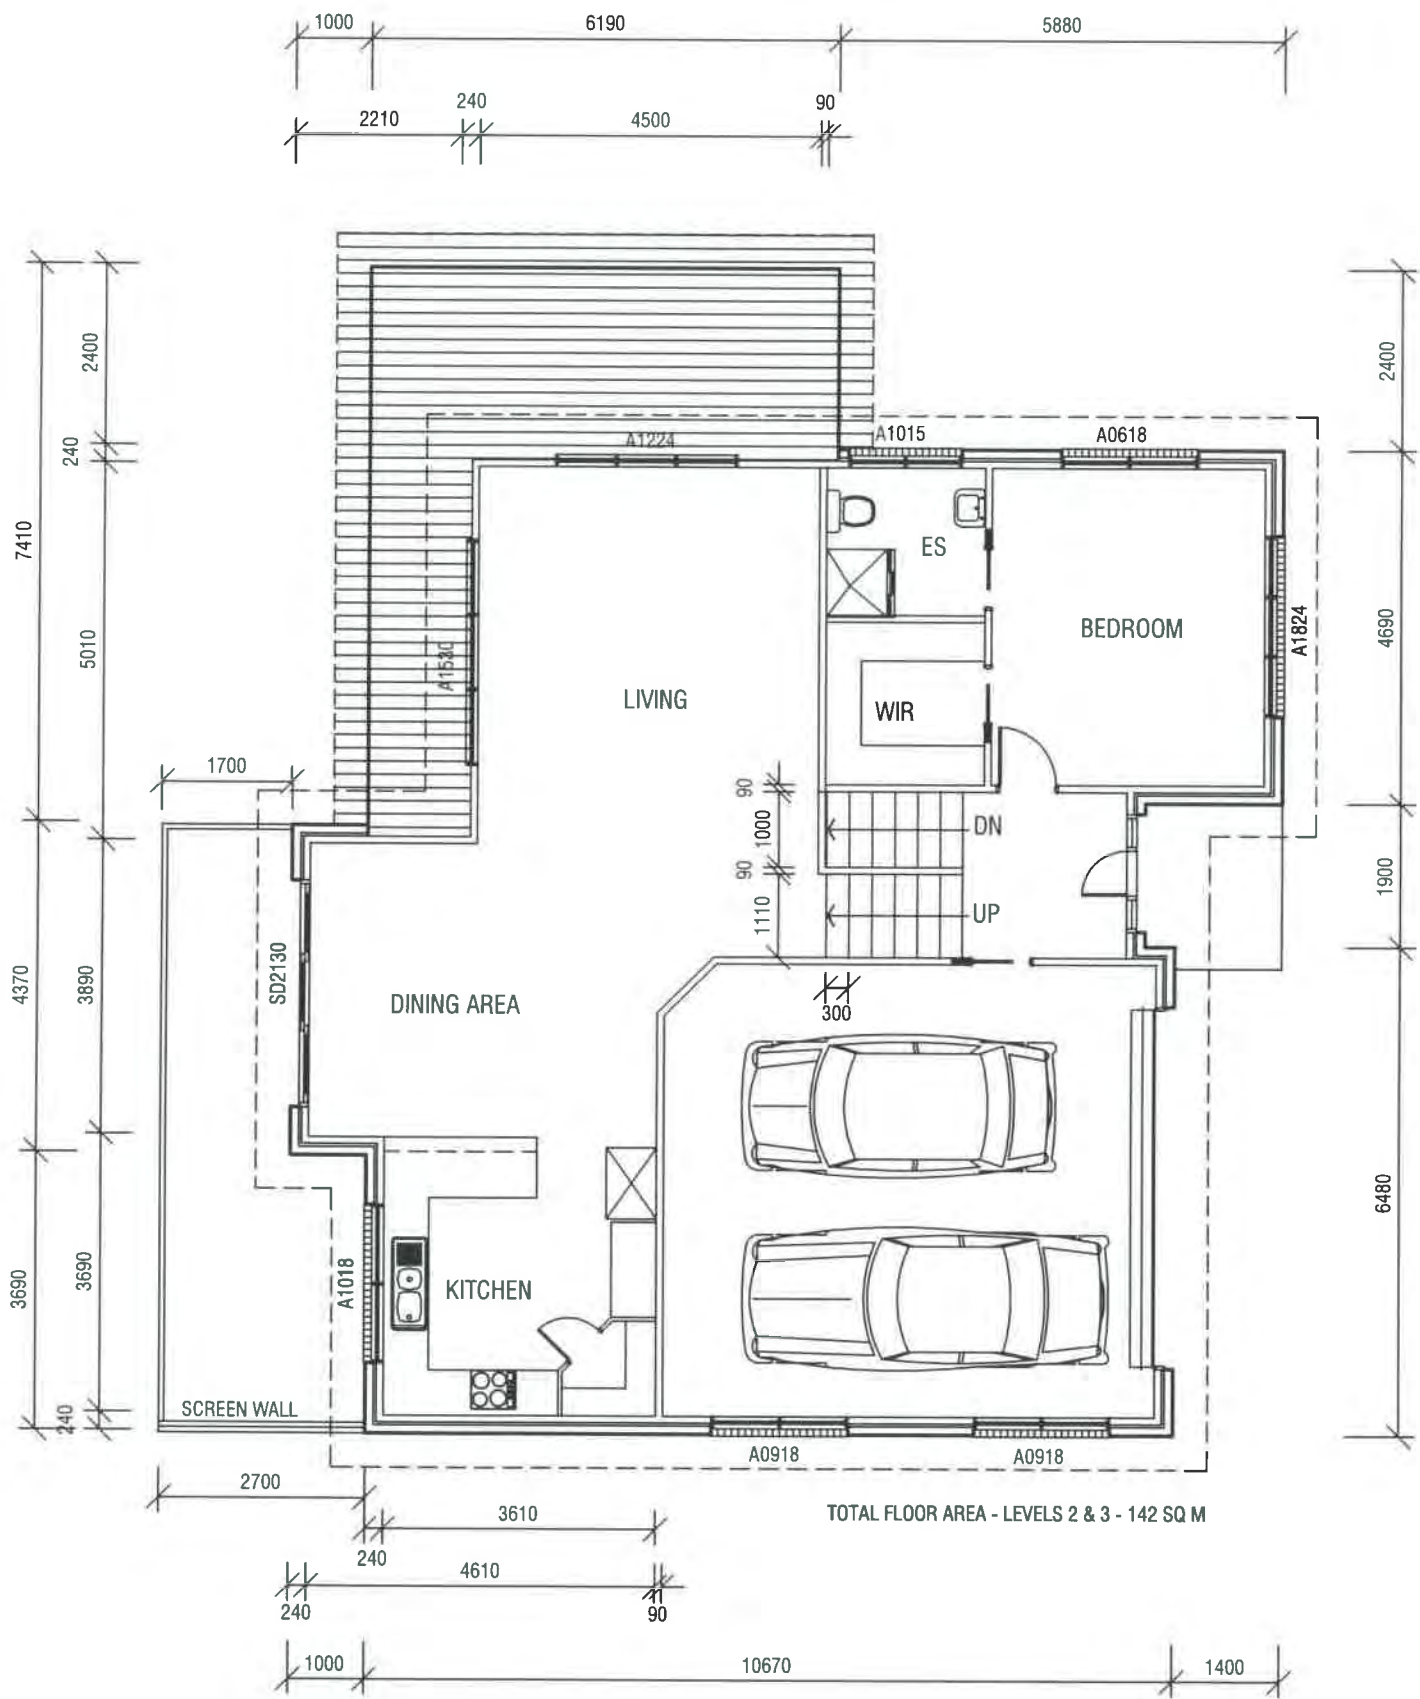 1000
6190
5880
2210
240
4500
90
2400
240
7410
5010
4370
3890
3690
3690
240
2400
4690
1900
6480
A1224
A1015
A0618
A1530
A1824
ES
BEDROOM
LIVING
WIR
1700
90
1000
90
1110
DN
UP
SD2130
DINING AREA
300
A1018
KITCHEN
SCREEN WALL
A0918
A0918
2700
TOTAL FLOOR AREA - LEVELS 2 & 3 - 142 SQ M
3610
240
4610
240
90
1000
10670
1400